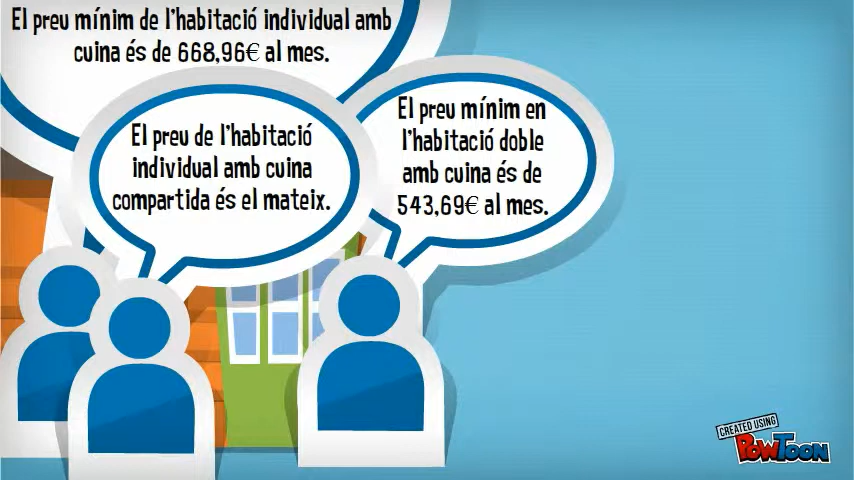 El preu mínim de l'habitació individual amb
cuina és de 668,96€ al mes.
El preu de l'habitació
individual amb cuina
compartida és el mateix.
El preu mínim en
l'habitació doble
amb cuina és de
543,69€ al mes.
CREATED USING
POWTOON